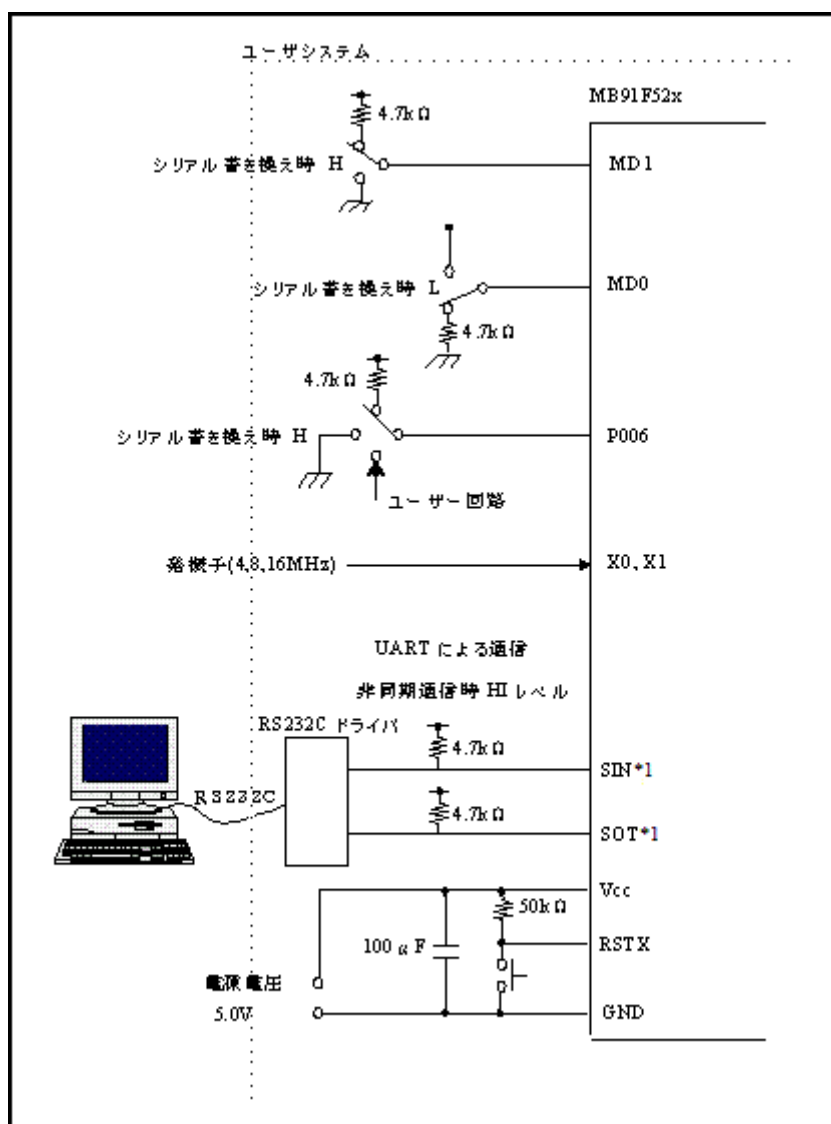 ユーザシステム
MB91F52x
4.7kΩ
シリアル書き換え時 H
MD1
シリアル書き換え時 L
MD0
4.7kΩ
4.7kΩ
シリアル書き換え時 H
P006
ユーザー回路
発振子(4,8,16MHz)
X0,X1
UART による通信
非同期通信時 HI レベル
RS232C ドライバ
4.7kΩ
SIN*1
RS232C
4.7kΩ
SOT*1
Vcc
50kΩ
100μF
RSTX
電源電圧
5.0V
GND